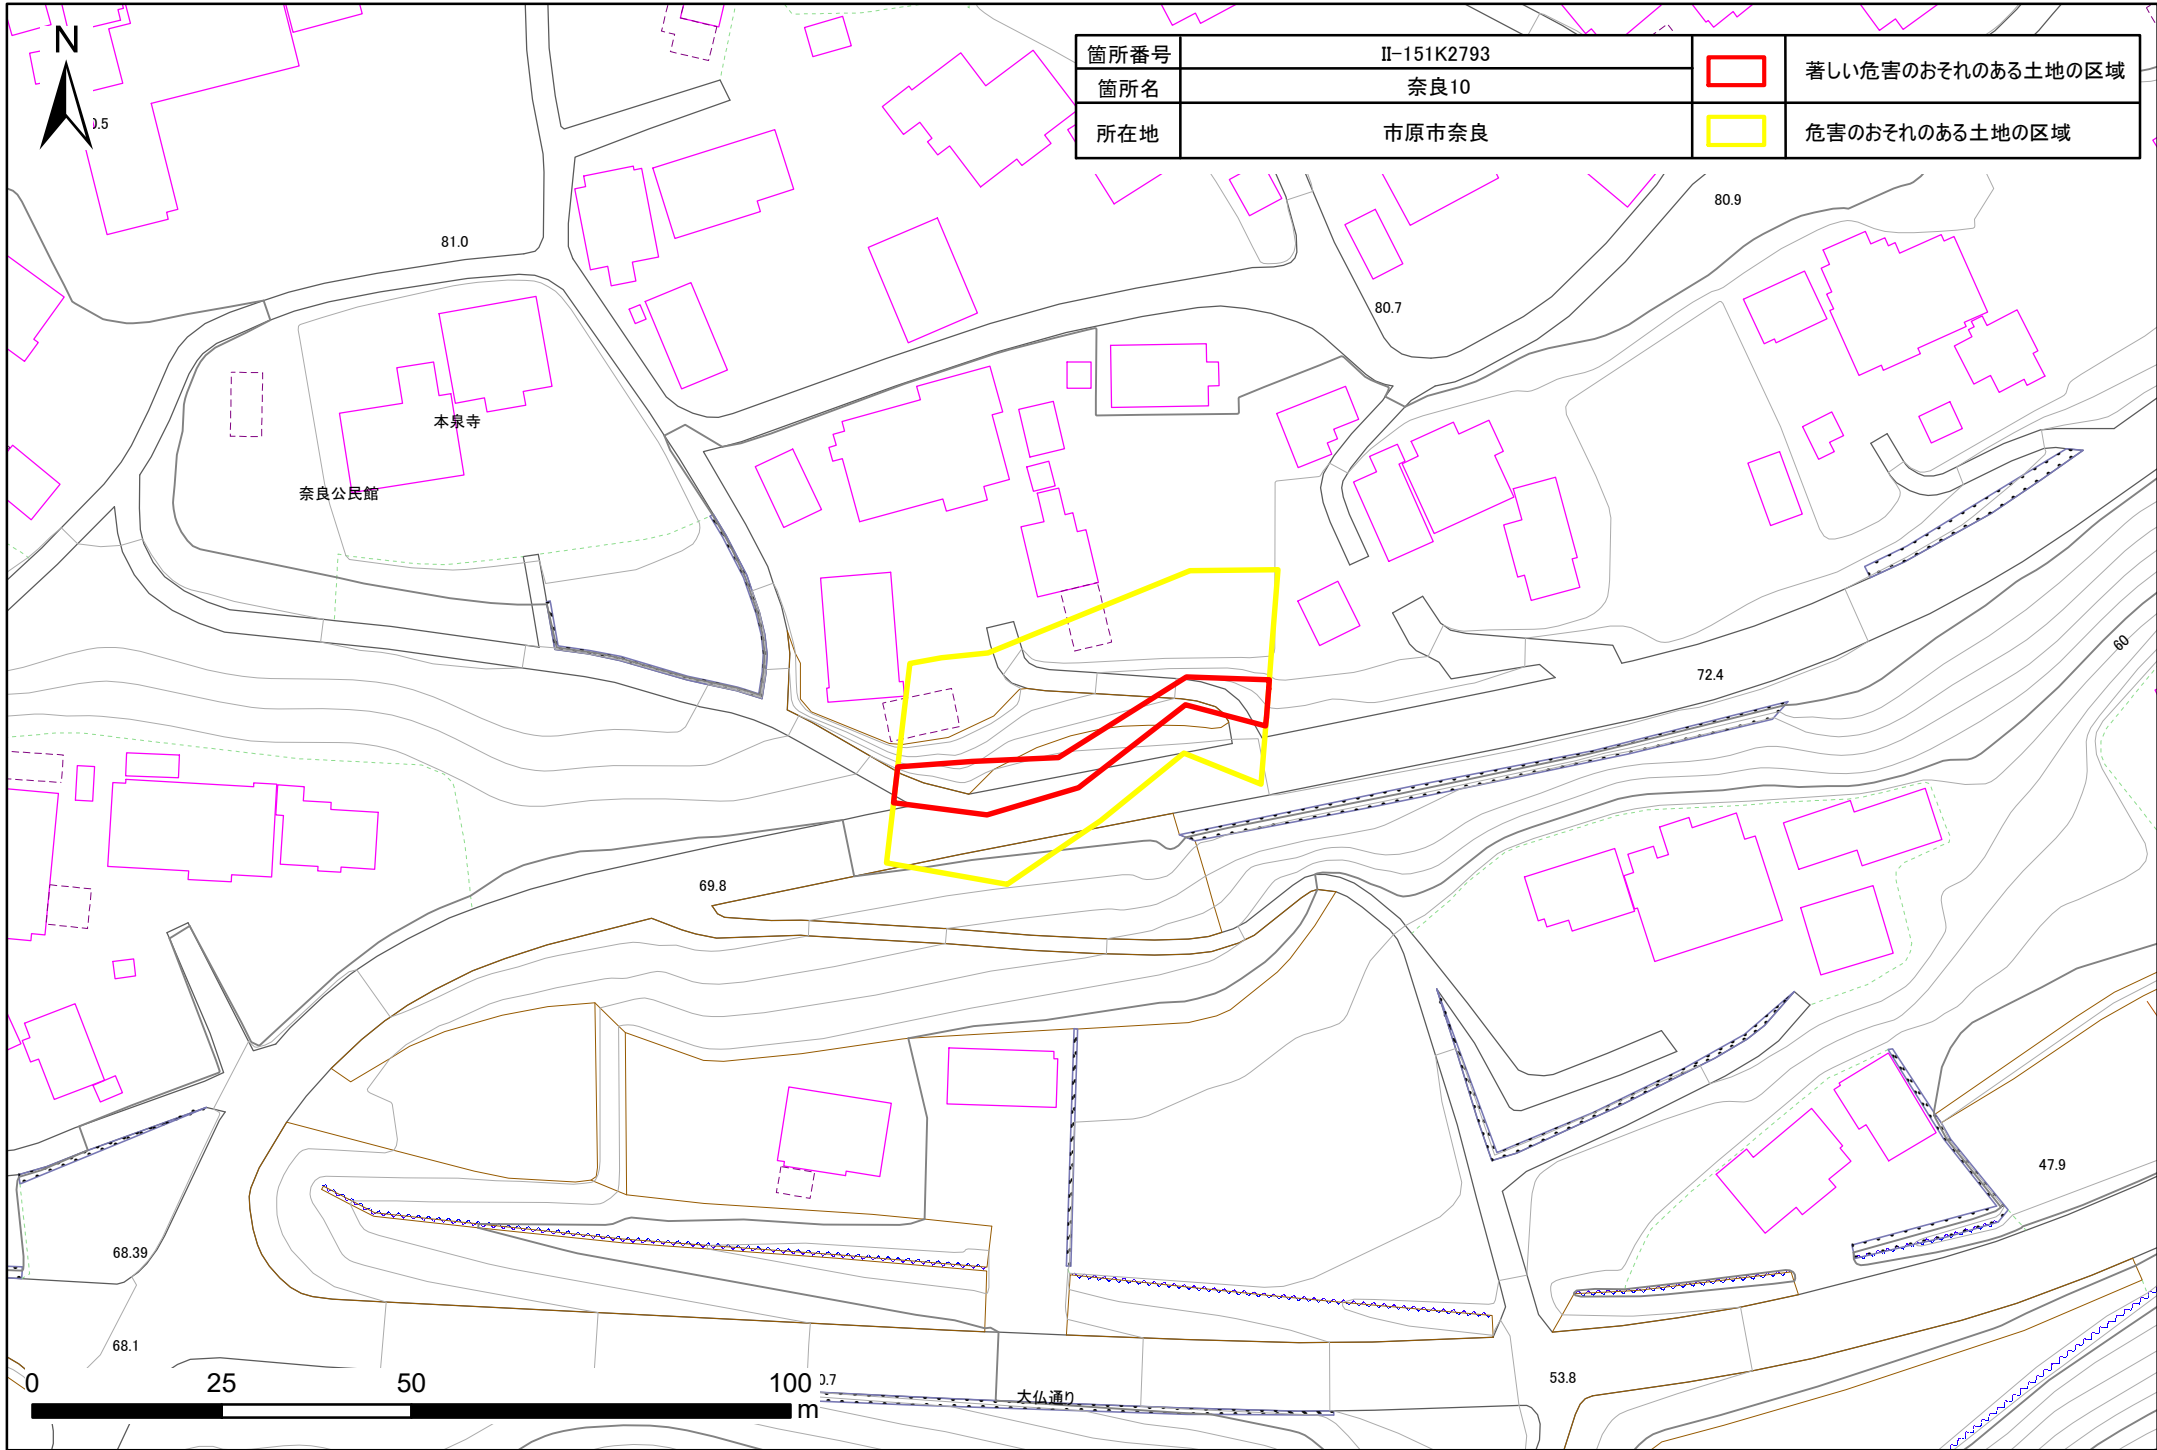 N
箇所番号 II-151K2793 著しい危害のおそれのある土地の区域
箇所名 奈良10
所在地 市原市奈良 危害のおそれのある土地の区域
80.9
81.0
80.7
本泉寺
奈良公民館
60
72.4
69.8
47.9
68.39
68.1
53.8
大仏通り
0 25 50 100
m